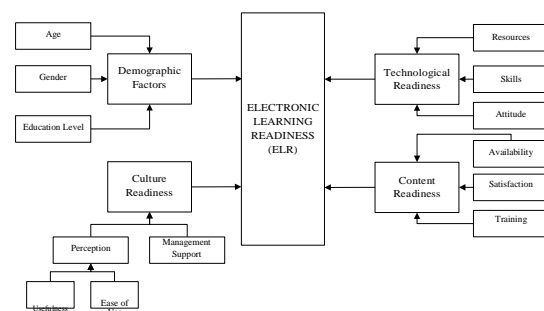 Age
Gender
Education Level
Demographic
Factors
Culture
Readiness
Perception
Management
Support
Usefulness
Ease of
ELECTRONIC
LEARNING
READINESS
(ELR)
Technological
Readiness
Resources
Skills
Attitude
Content
Readiness
Availability
Satisfaction
Training